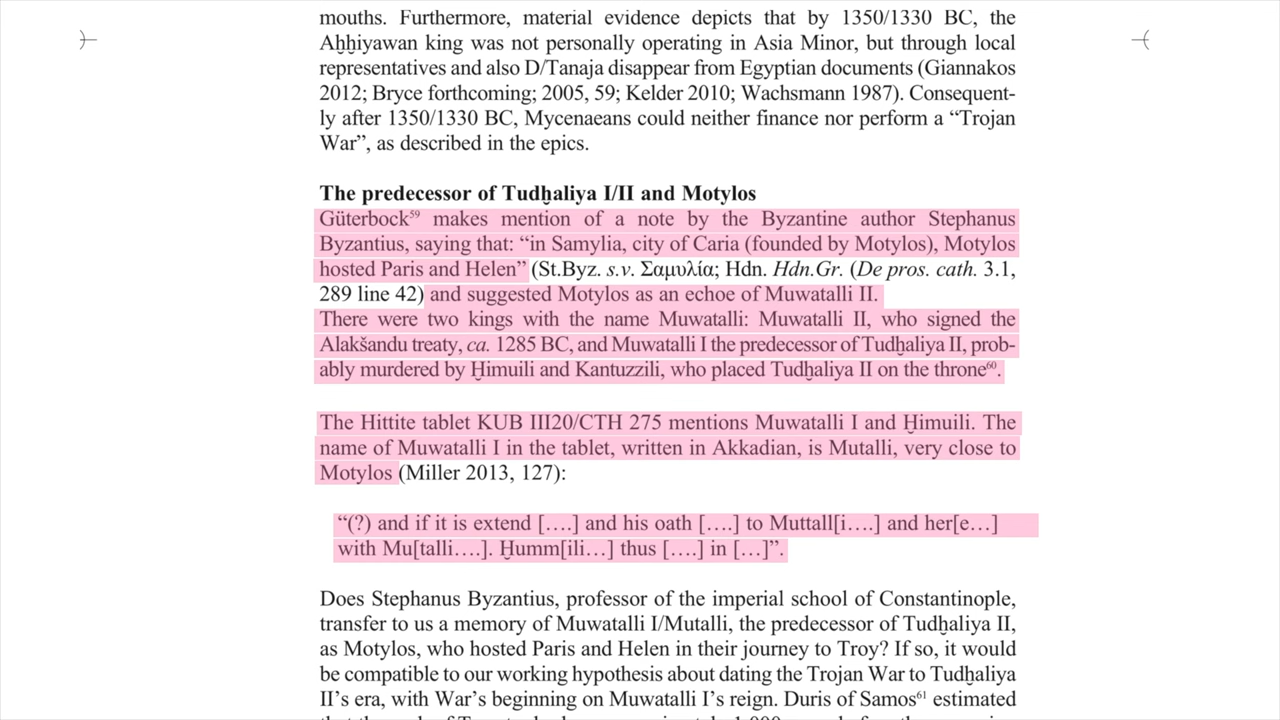 mouths. Furthermore, material evidence depicts that by 1350/1330 BC, the
Aḫḫiyawan king was not personally operating in Asia Minor, but through local
representatives and also D/Tanaja disappear from Egyptian documents (Giannakos
2012; Bryce forthcoming; 2005, 59; Kelder 2010; Wachsmann 1987). Consequent-
ly after 1350/1330 BC, Mycenaeans could neither finance nor perform a “Trojan
War”, as described in the epics.
The predecessor of Tudḫaliya I/II and Motylos
Güterbock⁵⁹ makes mention of a note by the Byzantine author Stephanus
Byzantius, saying that: “in Samylia, city of Caria (founded by Motylos), Motylos
hosted Paris and Helen” (St.Byz. s.v. Σαμυλία; Hdn. Hdn.Gr. (De pros. cath. 3.1,
289 line 42) and suggested Motylos as an echoe of Muwatalli II.
There were two kings with the name Muwatalli: Muwatalli II, who signed the
Alakšandu treaty, ca. 1285 BC, and Muwatalli I the predecessor of Tudḫaliya II, prob-
ably murdered by Ḫimuili and Kantuzzili, who placed Tudḫaliya II on the throne⁶⁰.
The Hittite tablet KUB III20/CTH 275 mentions Muwatalli I and Ḫimuili. The
name of Muwatalli I in the tablet, written in Akkadian, is Mutalli, very close to
Motylos (Miller 2013, 127):
“(?) and if it is extend [….] and his oath [….] to Muttall[i….] and her[e…]
with Mu[talli….]. Ḫumm[ili…] thus [….] in […]”.
Does Stephanus Byzantius, professor of the imperial school of Constantinople,
transfer to us a memory of Muwatalli I/Mutalli, the predecessor of Tudḫaliya II,
as Motylos, who hosted Paris and Helen in their journey to Troy? If so, it would
be compatible to our working hypothesis about dating the Trojan War to Tudḫaliya
II’s era, with War’s beginning on Muwatalli I’s reign. Duris of Samos⁶¹ estimated